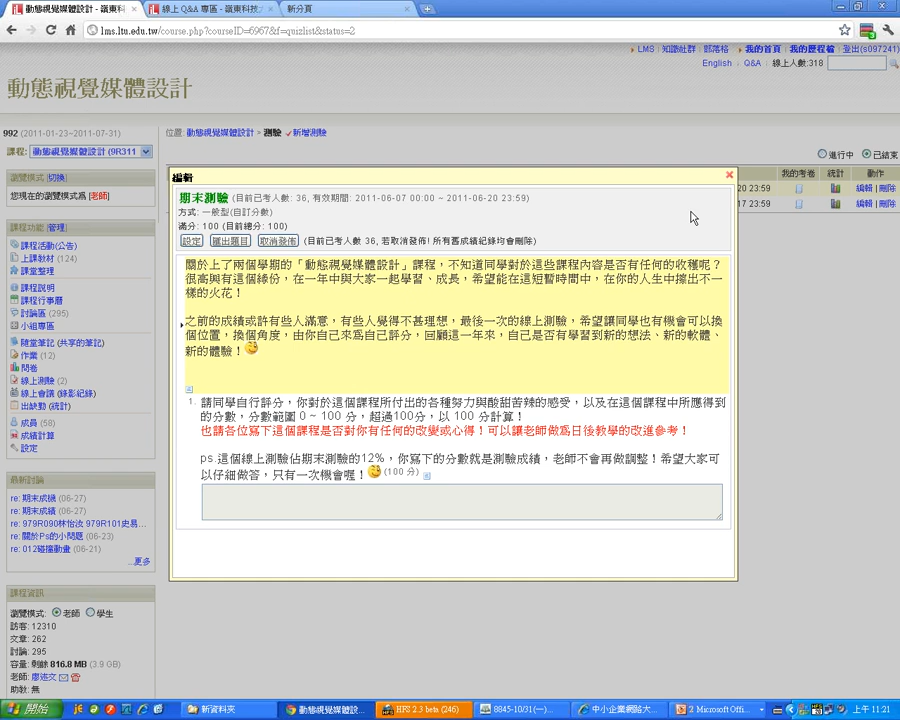 動態視覺媒體設計 - 嶺東科
線上 Q&A 專區 - 嶺東科技
新分頁
lms.ltu.edu.tw/course.php?courseID=6967&f=quizlist&status=2
LMS | 知識社群 | 部落格 我的首頁 我的歷程檔 登出(s097241)
English | Q&A | 線上人數:318
動態視覺媒體設計
992 (2011-01-23~2011-07-31)
課程: 動態視覺媒體設計 (9R311
位置: 動態視覺媒體設計 > 測驗 新增測驗
進行中 已結束
瀏覽模式 [切換]
您現在的瀏覽模式為 [老師]
我的考卷 統計 動作
20 23:59 編輯 | 刪除
17 23:59 編輯 | 刪除
課程功能 [管理]
課程活動(公告)
上課教材 (124)
課堂整理
課程說明
課程行事曆
討論區 (295)
小組專區
隨堂筆記 (共享的筆記)
作業 (12)
問卷
線上測驗 (2)
線上會議 (錄影紀錄)
出缺勤 (統計)
成員 (58)
成績計算
設定
最新討論
re: 期末成機 (06-27)
re: 期末成績 (06-27)
re: 979R090林怡汝 979R101史易...
re: 關於Ps的小問題 (06-23)
re: 012碰撞動畫 (06-21)
...更多
課程資訊
瀏覽模式: 老師 學生
訪客: 12310
文章: 262
討論: 295
容量: 剩餘 816.8 MB (3.9 GB)
老師:
助教: 無
編輯
期末測驗 (目前已考人數: 36, 有效期間: 2011-06-07 00:00 ~ 2011-06-20 23:59)
方式: 一般型(自訂分數)
滿分: 100 (目前總分: 100)
設定 匯出題目 取消發佈 (目前已考人數 36, 若取消發佈! 所有舊成績紀錄均會刪除)
關於上了兩個學期的「動態視覺媒體設計」課程，不知道同學對於這些課程內容是否有任何的收穫呢？
很高興有這個緣份，在一年中與大家一起學習、成長，希望能在這短暫時間中，在你的人生中擦出不一
樣的火花！
之前的成績或許有些人滿意，有些人覺得不甚理想，最後一次的線上測驗，希望讓同學也有機會可以換
個位置，換個角度，由你自己來為自己評分，回顧這一年來，自己是否有學習到新的想法、新的軟體、
新的體驗！
1. 請同學自行評分，你對於這個課程所付出的各種努力與酸甜苦辣的感受，以及在這個課程中所應得到
的分數，分數範圍 0 ~ 100 分，超過100分，以 100 分計算！
也請各位寫下這個課程是否對你有任何的改變或心得！可以讓老師做為日後教學的改進參考！
ps.這個線上測驗佔期末測驗的12%，你寫下的分數就是測驗成績，老師不會再做調整！希望大家可
以仔細做答，只有一次機會喔！ (100 分)
開始
新資料夾
動態視覺媒體設...
HFS 2.3 beta (246)
8845-10/31(一)...
中小企業網路大...
2 Microsoft Offi...
上午 11:21